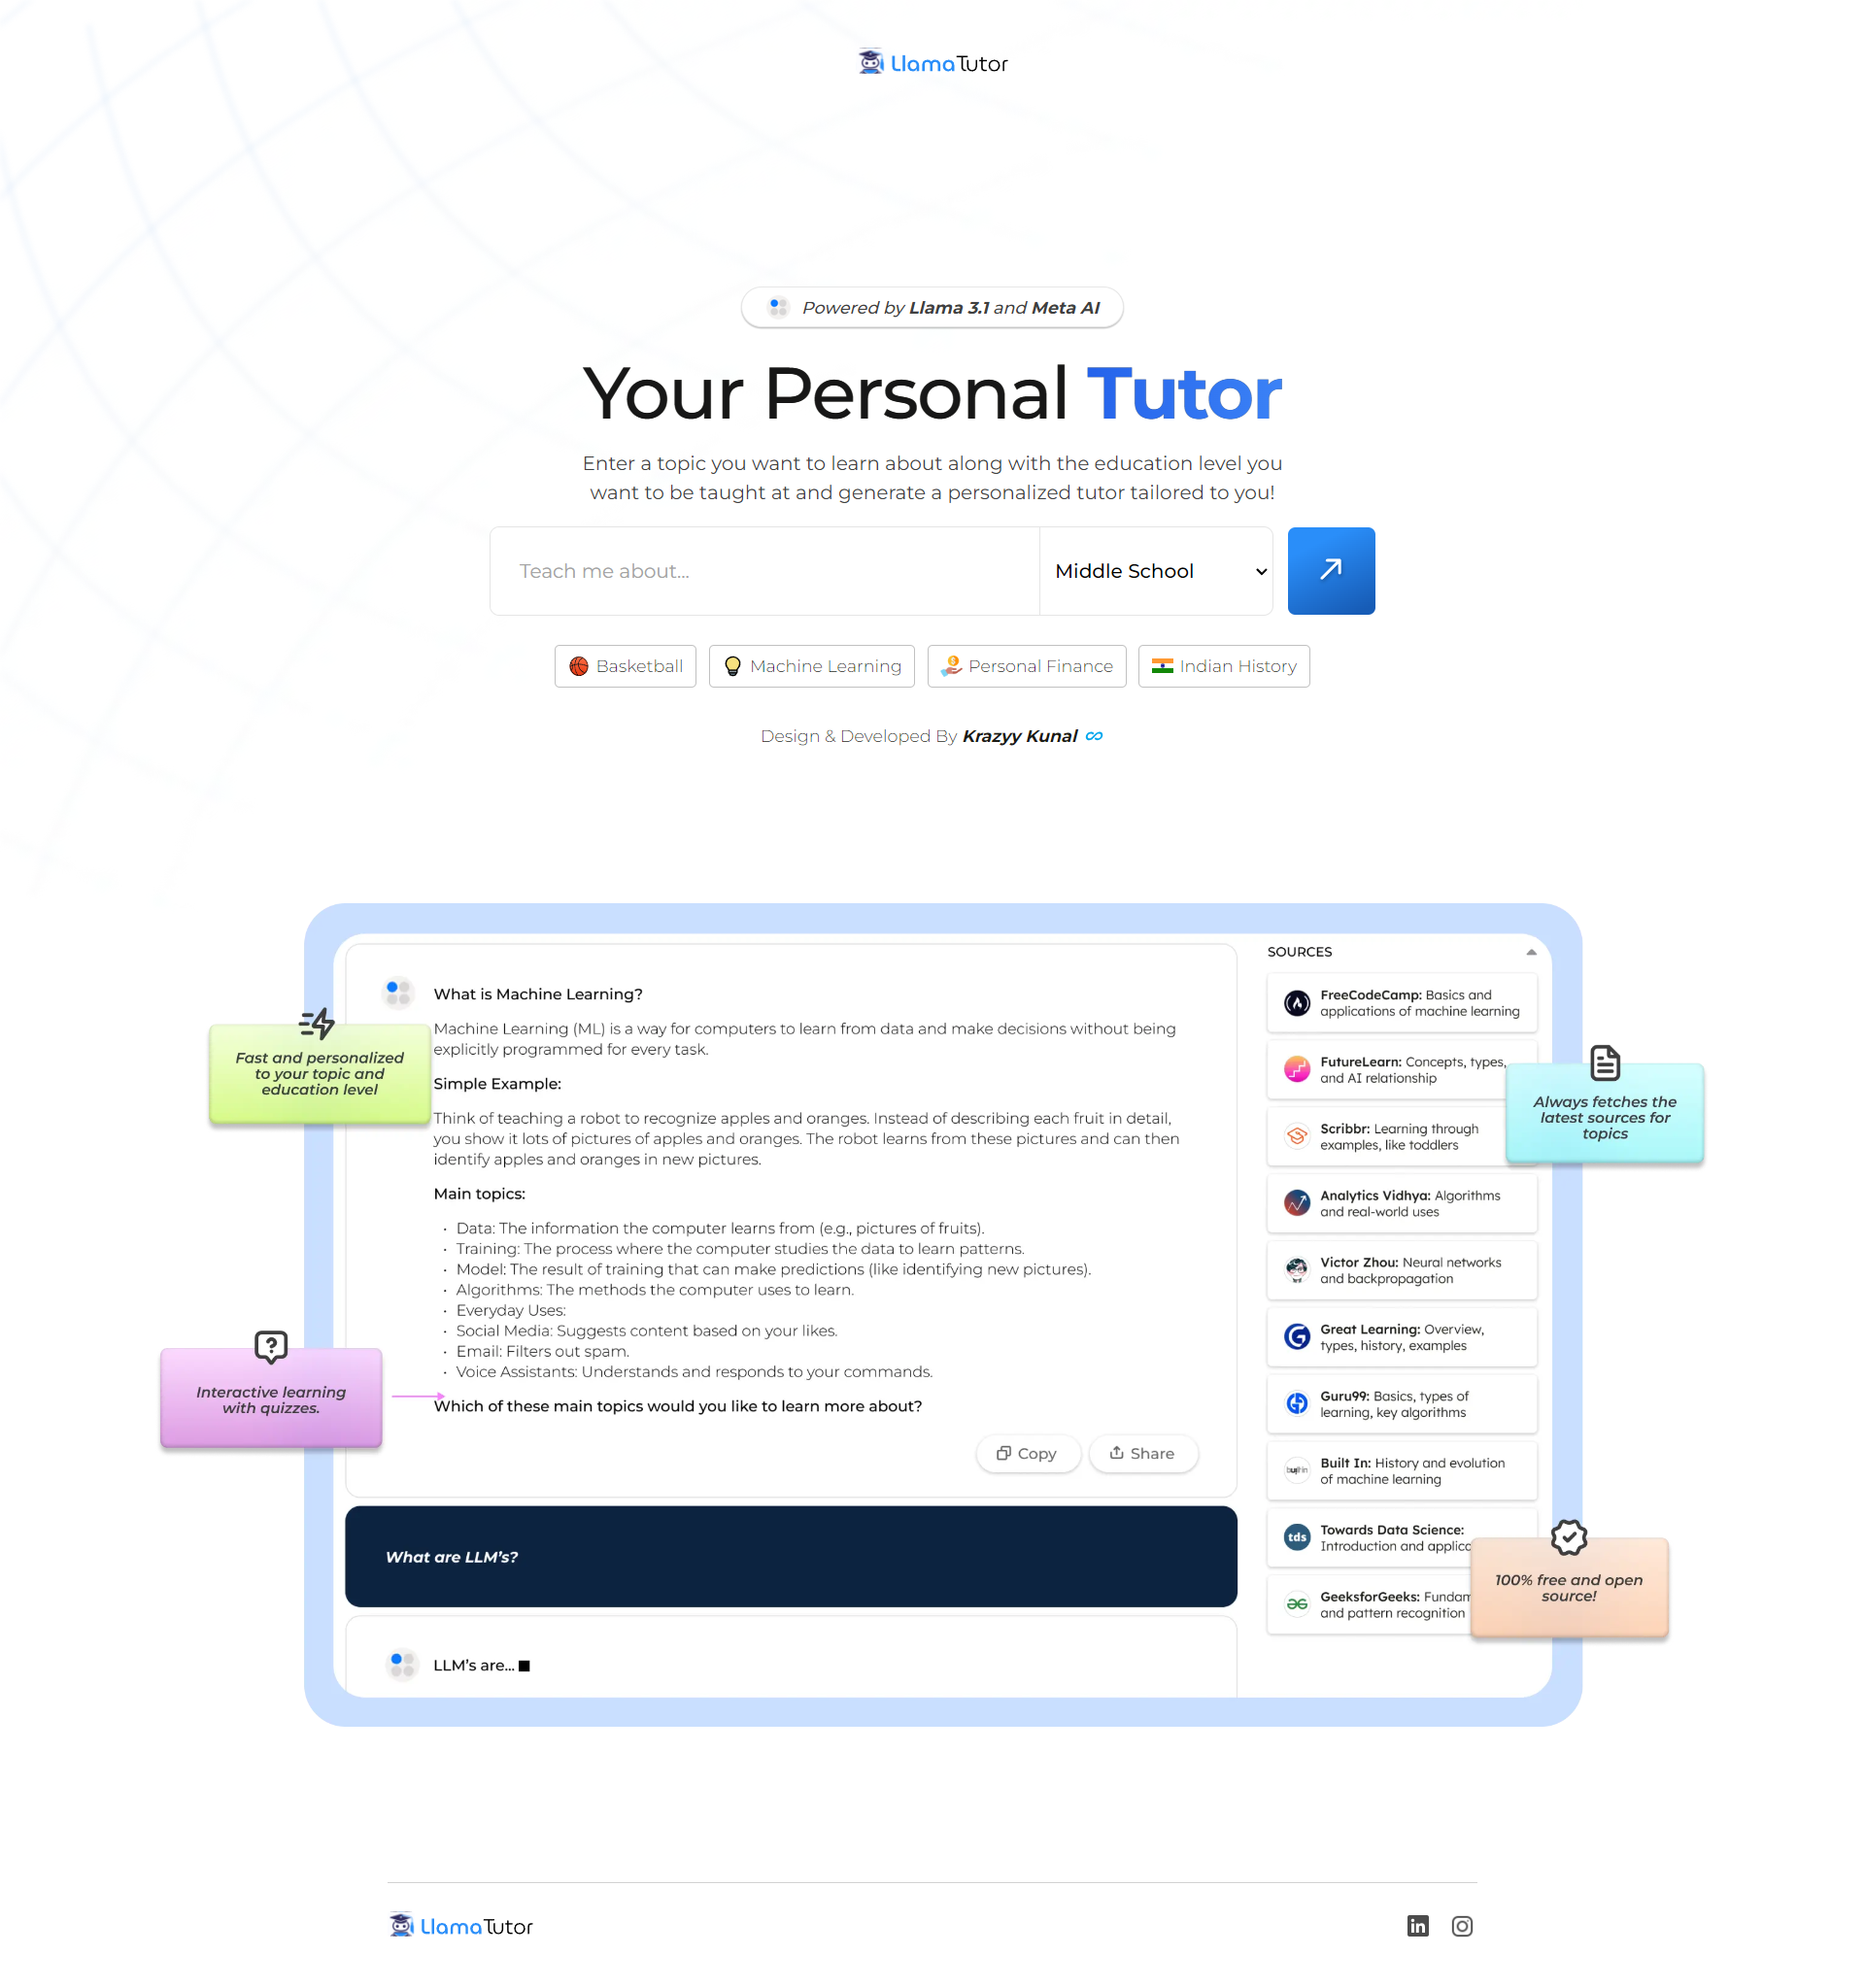 LlamaTutor
Powered by Llama 3.1 and Meta AI
Your Personal Tutor
Enter a topic you want to learn about along with the education level you
want to be taught at and generate a personalized tutor tailored to you!
Teach me about...
Middle School
Basketball
Machine Learning
Personal Finance
Indian History
Design & Developed By Krazyy Kunal
What is Machine Learning?
Machine Learning (ML) is a way for computers to learn from data and make decisions without being
explicitly programmed for every task.
Simple Example:
Think of teaching a robot to recognize apples and oranges. Instead of describing each fruit in detail,
you show it lots of pictures of apples and oranges. The robot learns from these pictures and can then
identify apples and oranges in new pictures.
Main topics:
· Data: The information the computer learns from (e.g., pictures of fruits).
· Training: The process where the computer studies the data to learn patterns.
· Model: The result of training that can make predictions (like identifying new pictures).
· Algorithms: The methods the computer uses to learn.
· Everyday Uses:
· Social Media: Suggests content based on your likes.
· Email: Filters out spam.
· Voice Assistants: Understands and responds to your commands.
Which of these main topics would you like to learn more about?
Copy
Share
What are LLM's?
LLM's are...
Fast and personalized
to your topic and
education level
Interactive learning
with quizzes.
SOURCES
FreeCodeCamp: Basics and
applications of machine learning
FutureLearn: Concepts, types,
and AI relationship
Scribbr: Learning through
examples, like toddlers
Analytics Vidhya: Algorithms
and real-world uses
Victor Zhou: Neural networks
and backpropagation
Great Learning: Overview,
types, history, examples
Guru99: Basics, types of
learning, key algorithms
builtin
Built In: History and evolution
of machine learning
tds
Towards Data Science:
Introduction and applic
GeeksforGeeks: Fundam
and pattern recognition
Always fetches the
latest sources for
topics
100% free and open
source!
LlamaTutor
in